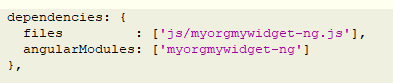 dependencies: {
  files         : ['js/myorgmywidget-ng.js'],
  angularModules: ['myorgmywidget-ng']
},